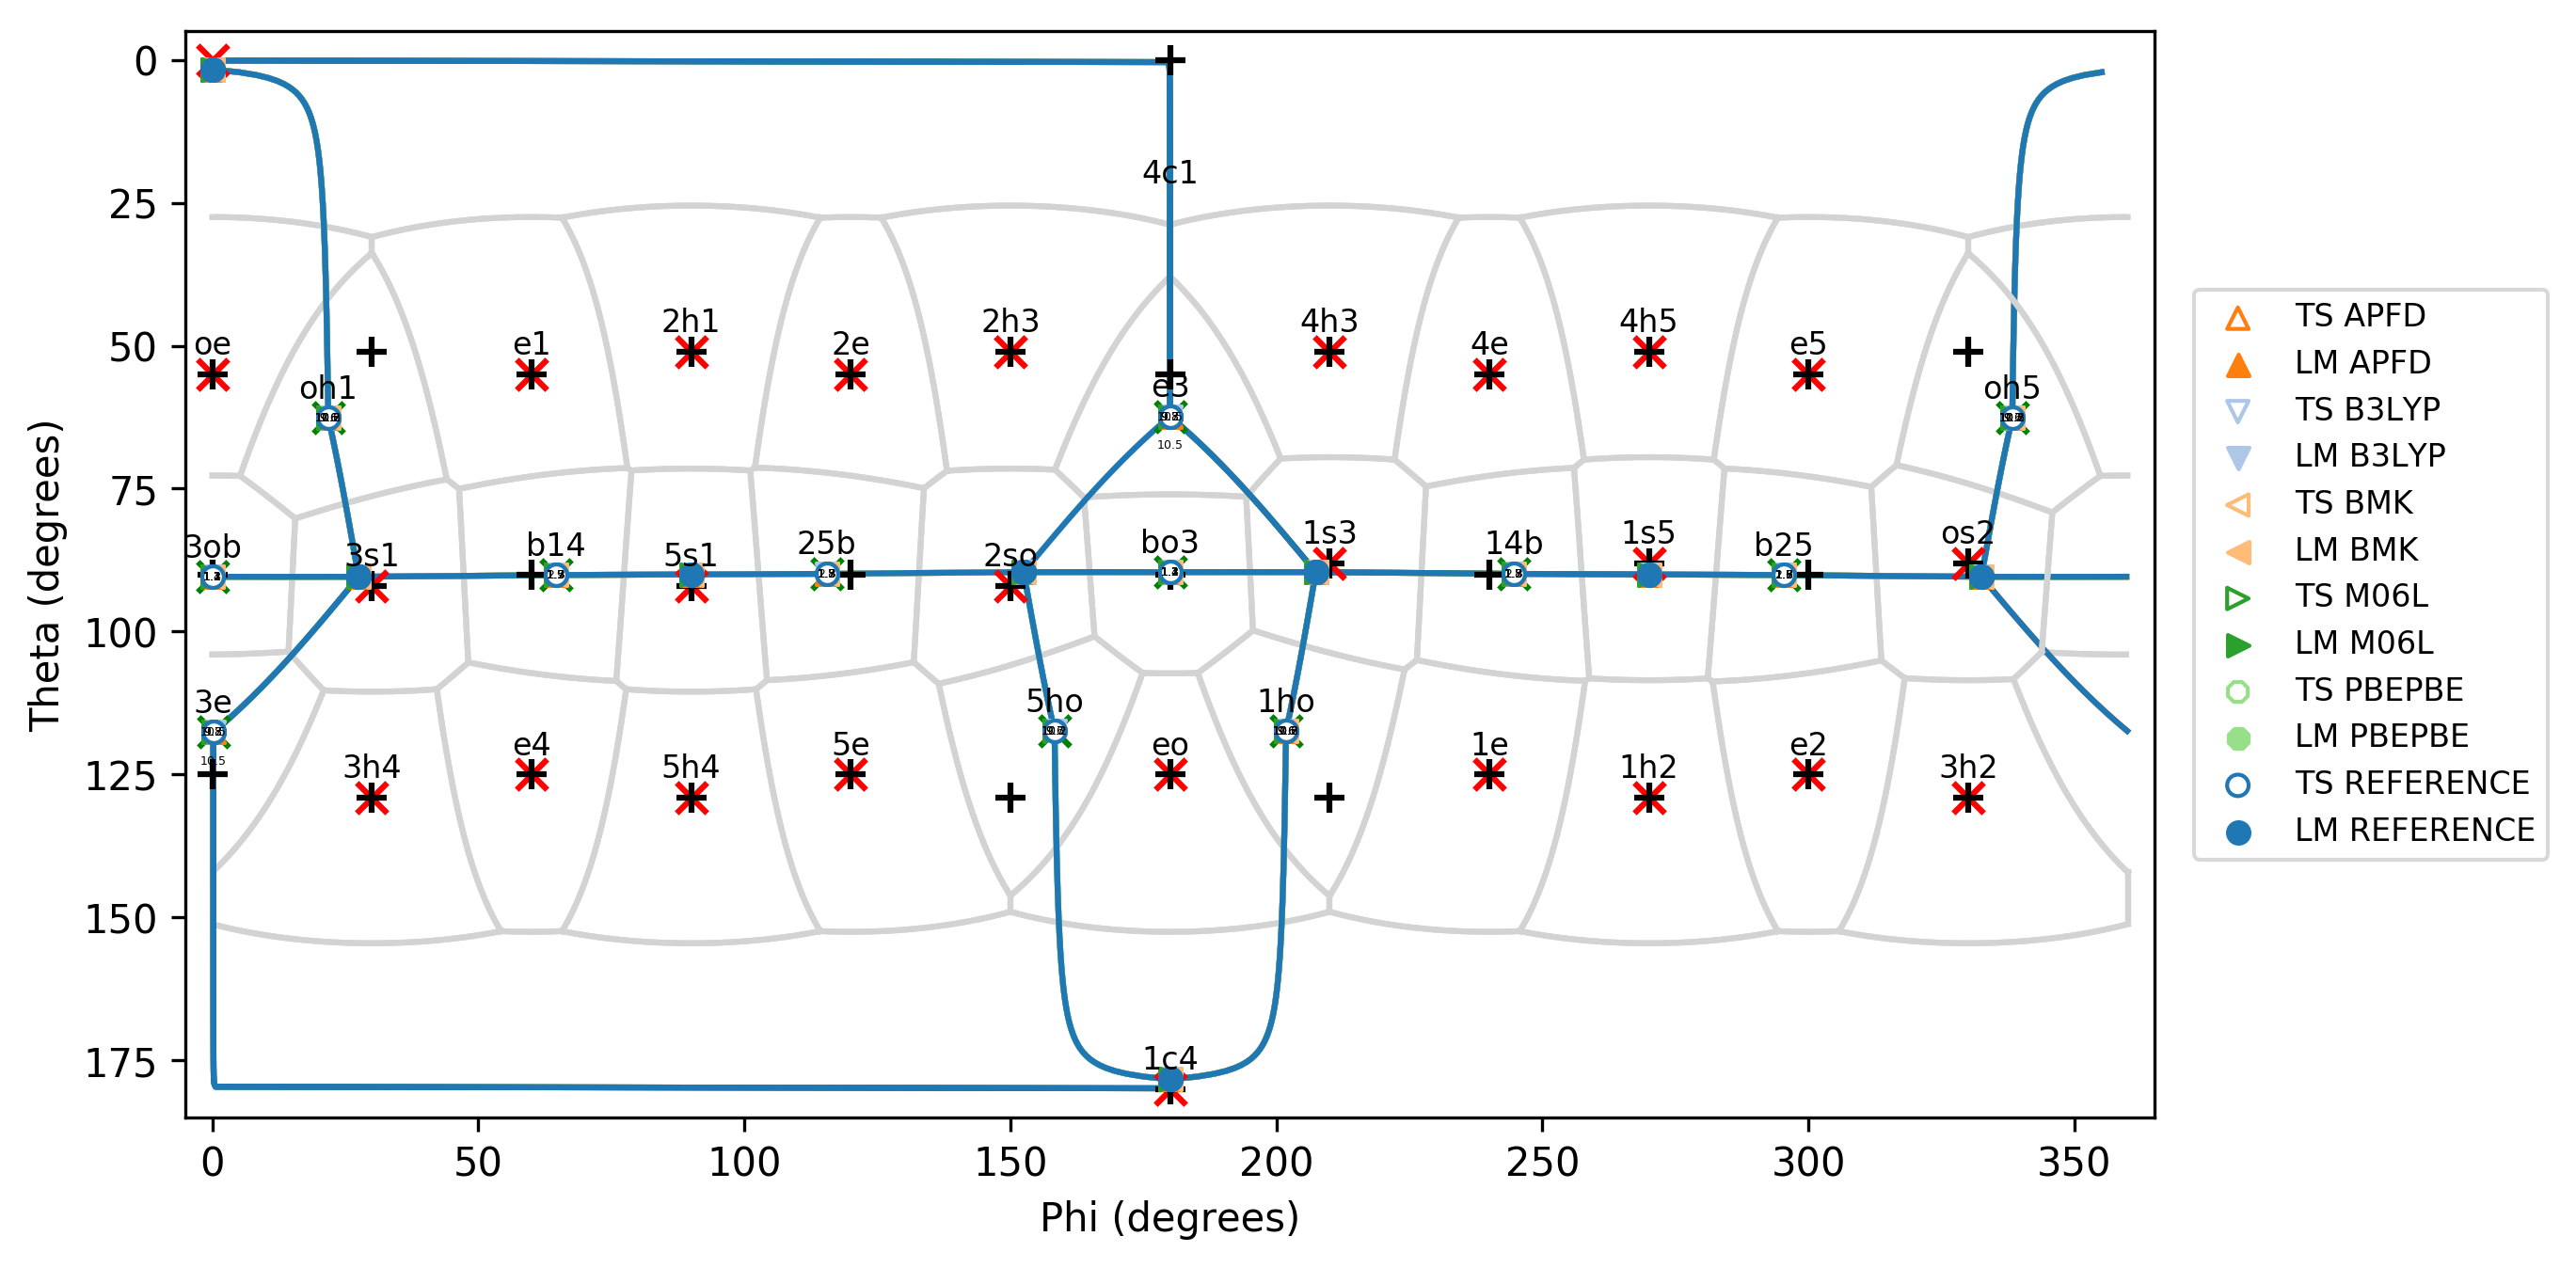 0
25
50
75
100
125
150
175
Theta (degrees)
0
50
100
150
200
250
300
350
Phi (degrees)
4c1
oe
oh1
e1
2h1
2e
2h3
e3
10.5
4h3
4e
4h5
e5
oh5
3ob
3s1
b14
5s1
25b
2so
bo3
1s3
14b
1s5
b25
os2
3e
10.5
3h4
e4
5h4
5e
5ho
eo
1ho
1e
1h2
e2
3h2
1c4
TS APFD
LM APFD
TS B3LYP
LM B3LYP
TS BMK
LM BMK
TS M06L
LM M06L
TS PBEPBE
LM PBEPBE
TS REFERENCE
LM REFERENCE